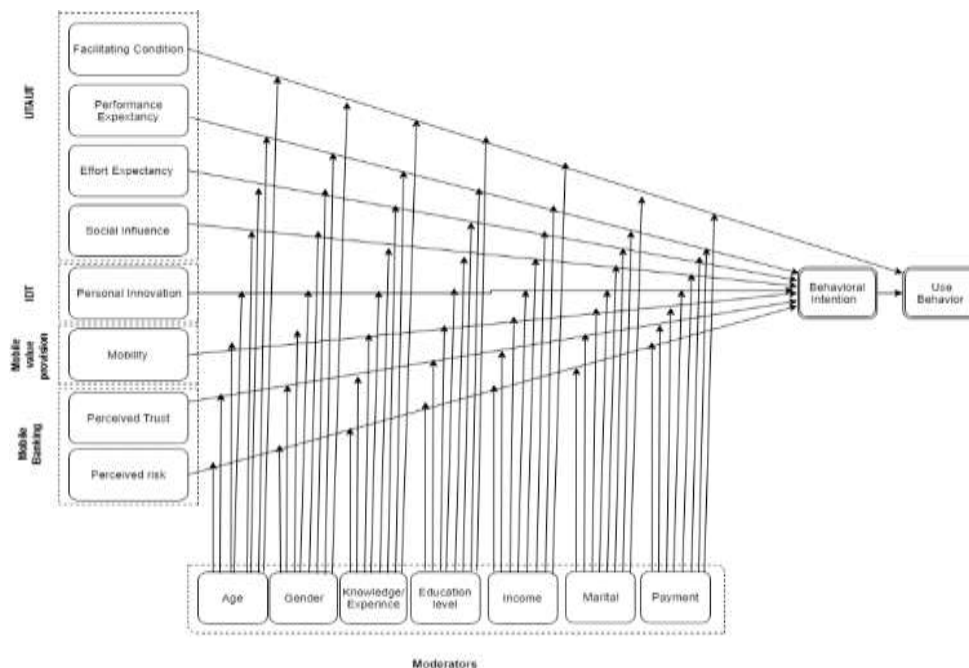 UTAUT
Facilitating Condition
Performance
Expectancy
Effort Expectancy
Social Influence
IDT
Personal Innovation
Mobile
value
provision
Mobility
Mobile
Banking
Perceived Trust
Perceived risk
Behavioral
Intention
Use
Behavior
Age
Gender
Knowledge/
Experince
Education
level
Income
Marital
Payment
Moderators